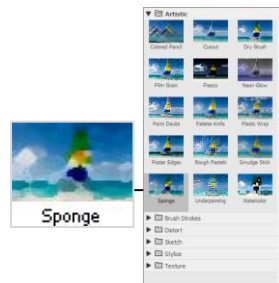 Artistic
Colored Pencil Cutout Dry Brush
Film Grain Fresco Neon Glow
Paint Daubs Palette Knife Plastic Wrap
Poster Edges Rough Pastels Smudge Stick
Sponge Underpainting Watercolor
Sponge
Brush Strokes
Distort
Sketch
Stylize
Texture